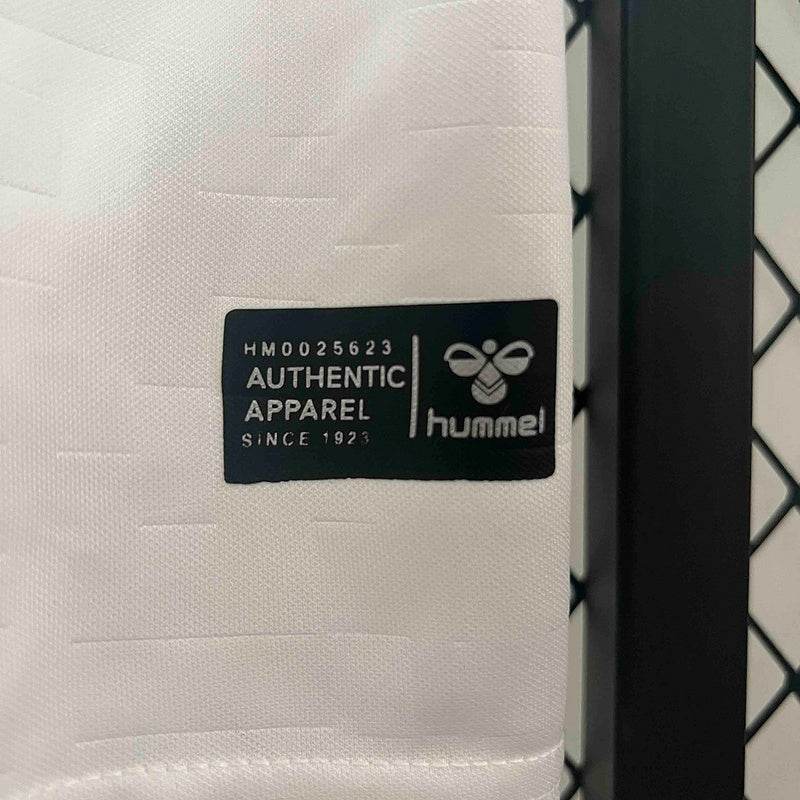 HM0025623
AUTHENTIC
APPAREL
SINCE 1923
hummel